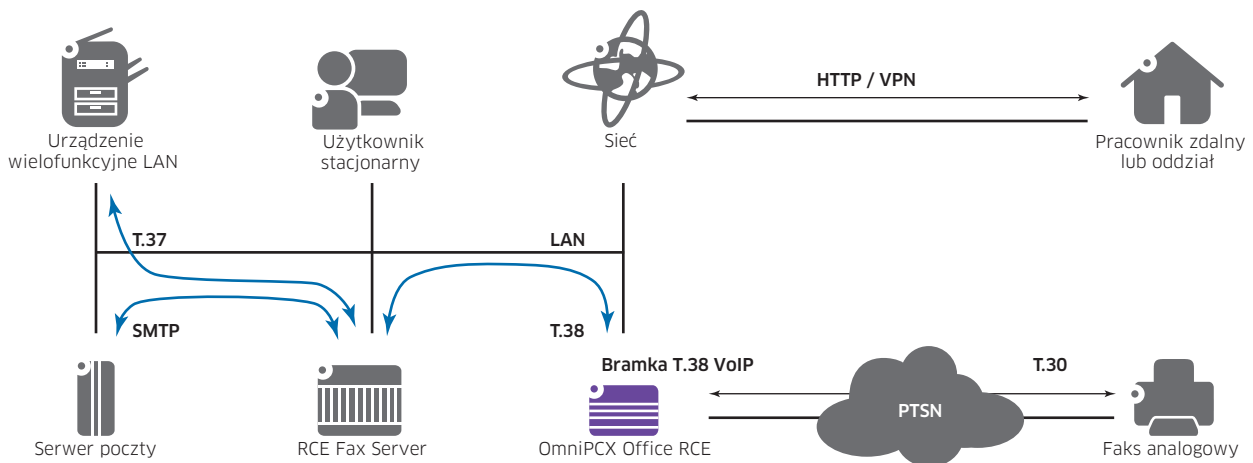 HTTP / VPN
Urządzenie
wielofunkcyjne LAN
Użytkownik
stacjonarny
Sieć
Pracownik zdalny
lub oddział
T.37
LAN
SMTP
T.38
Bramka T.38 VoIP
T.30
PTSN
Serwer poczty
RCE Fax Server
OmniPCX Office RCE
Faks analogowy